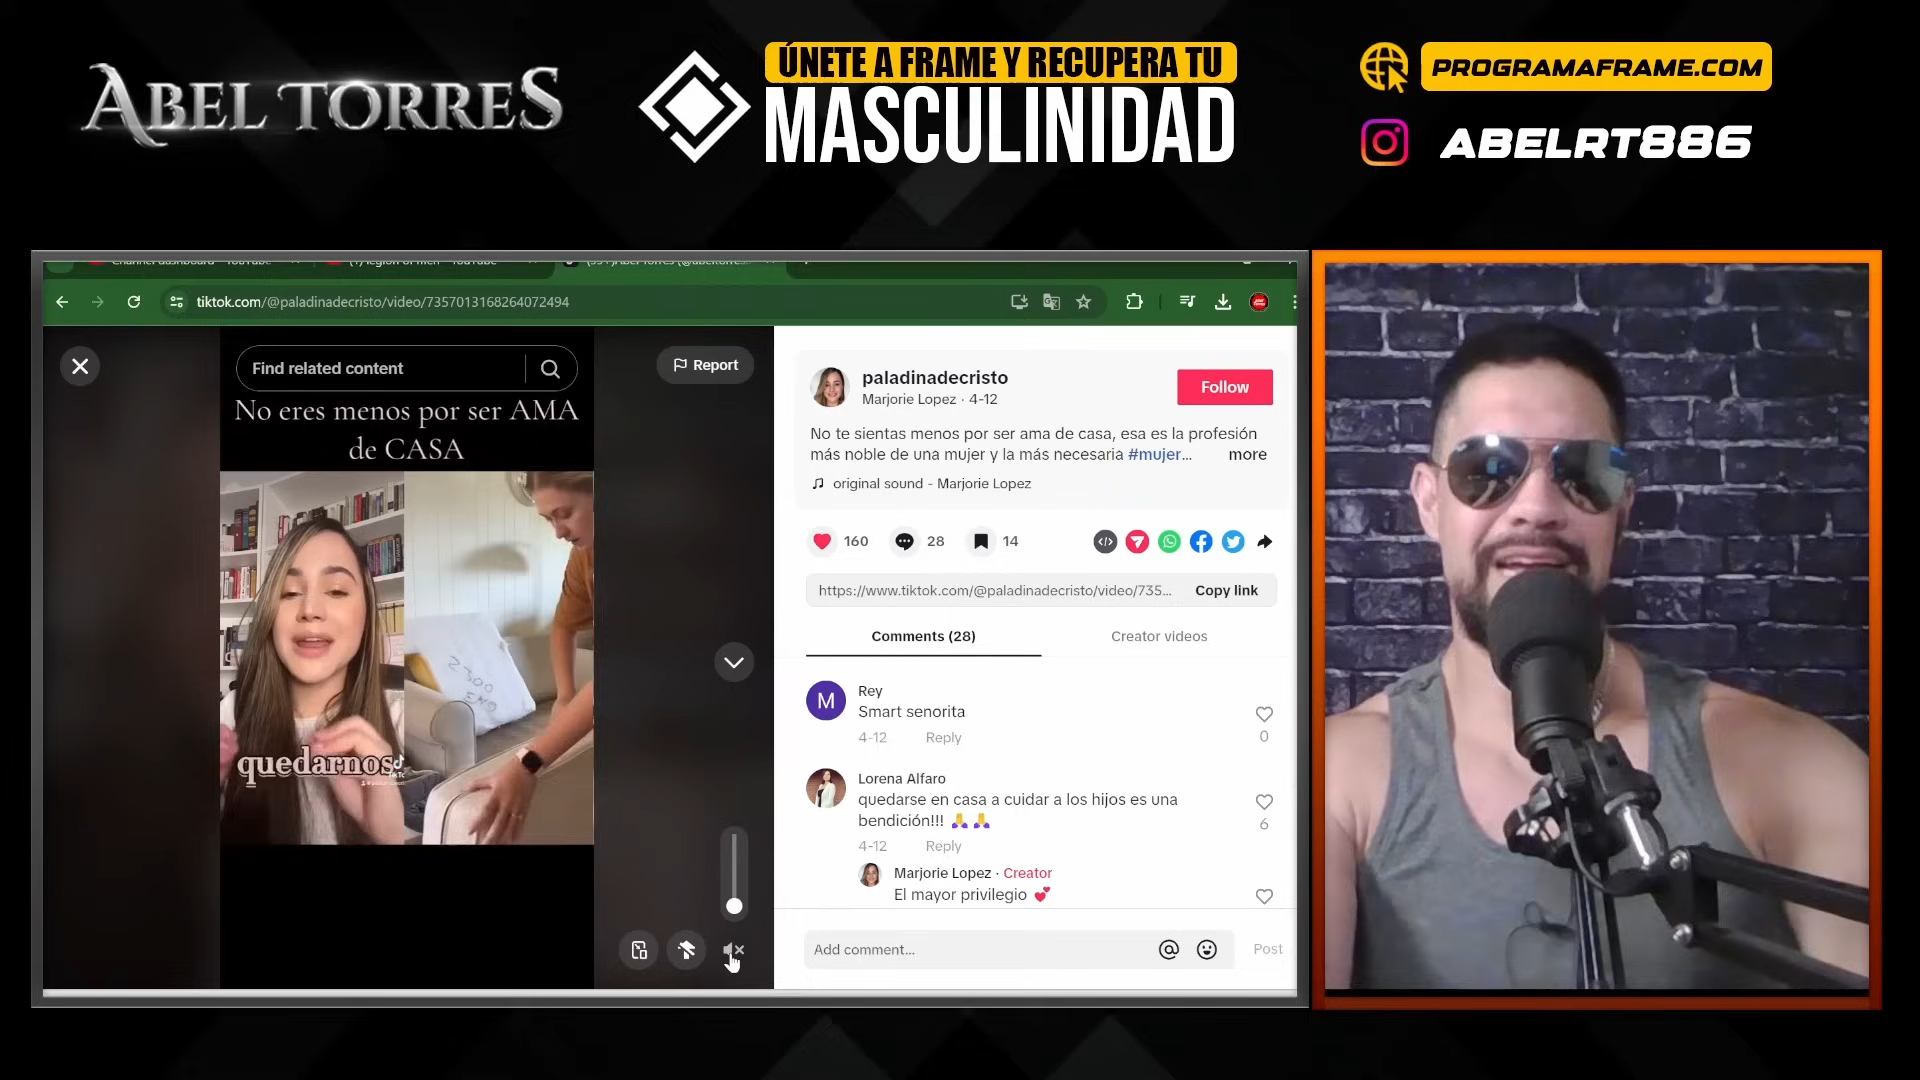 ABEL TORRES
ÚNETE A FRAME Y RECUPERA TU
MASCULINIDAD
PROGRAMAFRAME.COM
ABELRT886
tiktok.com/@paladinadecristo/video/7357013168264072494
Find related content
Report
No eres menos por ser AMA
de CASA
2300
quedarnos
paladinadecristo
Marjorie Lopez · 4-12
Follow
No te sientas menos por ser ama de casa, esa es la profesión
más noble de una mujer y la más necesaria #mujer... more
original sound - Marjorie Lopez
160
28
14
https://www.tiktok.com/@paladinadecristo/video/735...
Copy link
Comments (28)
Creator videos
M
Rey
Smart senorita
4-12 Reply
0
Lorena Alfaro
quedarse en casa a cuidar a los hijos es una
bendición!!! 🙏 🙏
4-12 Reply
6
Marjorie Lopez · Creator
El mayor privilegio 💕
Add comment...
Post